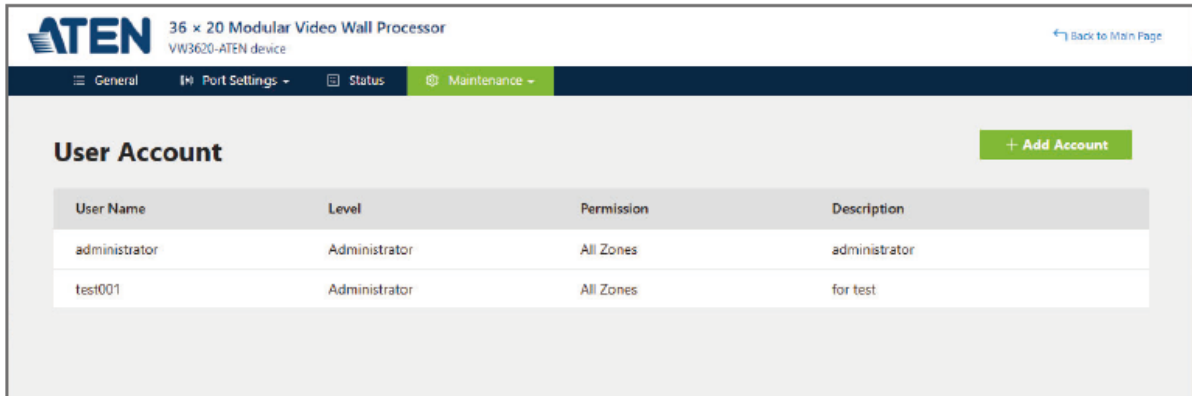 ATEN
36 × 20 Modular Video Wall Processor
VW3620-ATEN device
Back to Main Page
General Port Settings Status Maintenance
User Account
+ Add Account
User Name Level Permission Description
administrator Administrator All Zones administrator
test001 Administrator All Zones for test